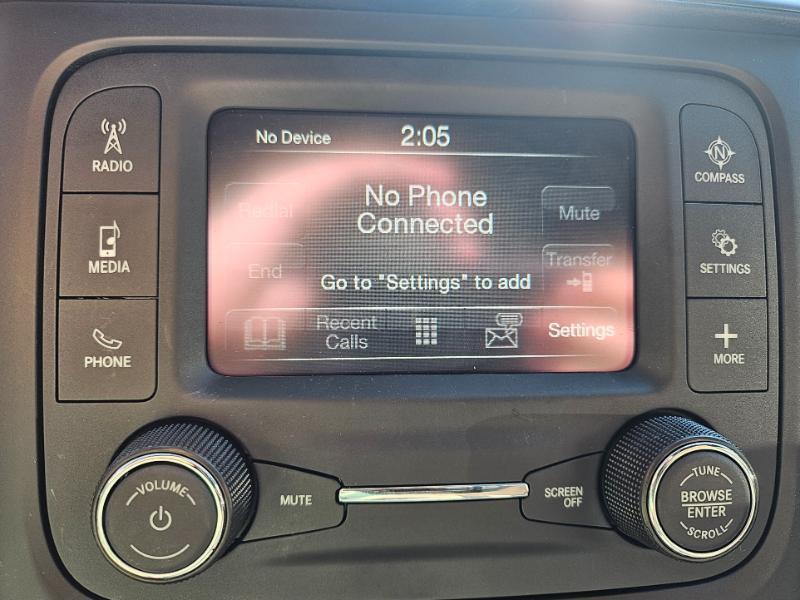 RADIO
MEDIA
PHONE
No Device
2:05
Redial
No Phone
Connected
Mute
End
Transfer
Go to "Settings" to add
Recent
Calls
Settings
N
COMPASS
SETTINGS
MORE
VOLUME
MUTE
SCREEN
OFF
TUNE
BROWSE
ENTER
SCROLL